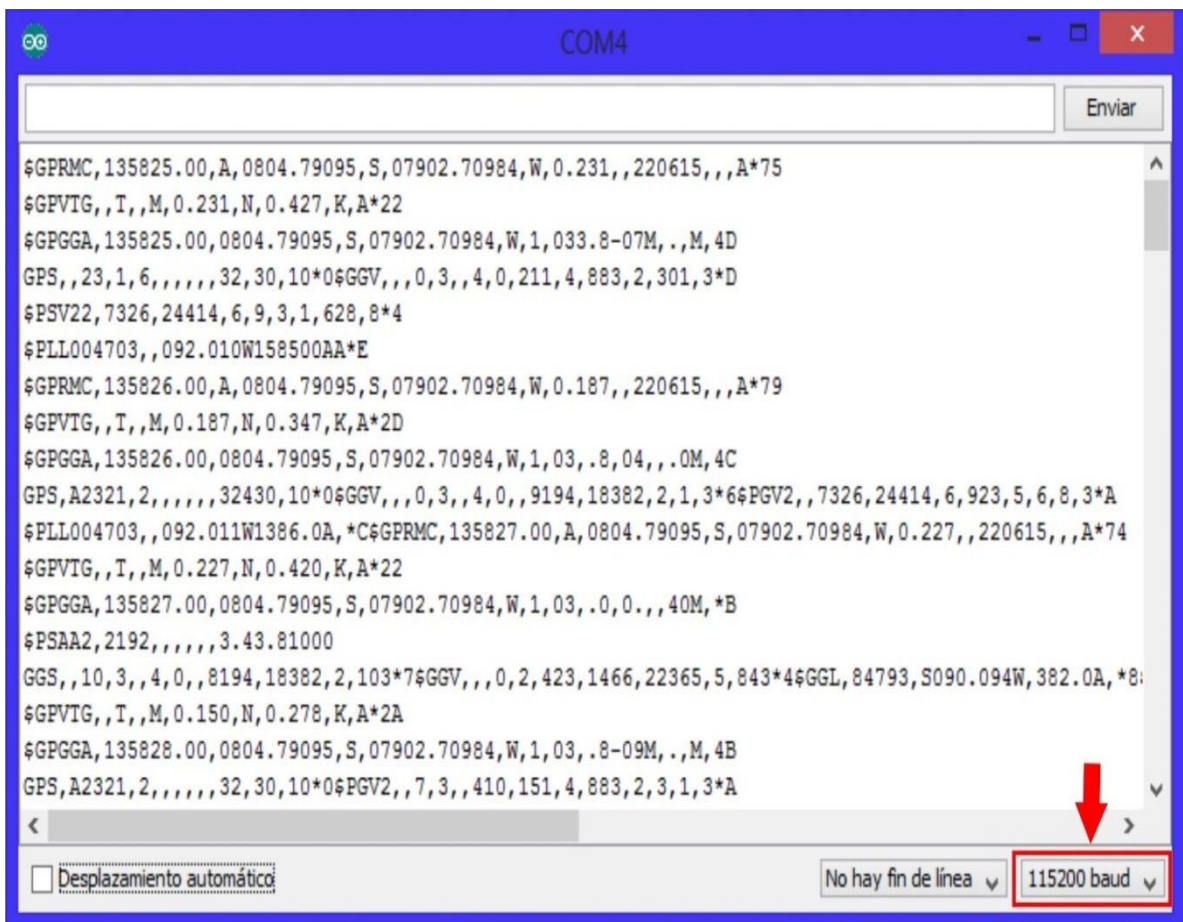 COM4
Enviar
$GPRMC,135825.00,A,0804.79095,S,07902.70984,W,0.231,,220615,,,A*75
$GPVTG,,T,,M,0.231,N,0.427,K,A*22
$GPGGA,135825.00,0804.79095,S,07902.70984,W,1,033.8-07M,.,M,4D
GPS,,23,1,6,,,,,,32,30,10*0$GGV,,,0,3,,4,0,211,4,883,2,301,3*D
$PSV22,7326,24414,6,9,3,1,628,8*4
$PLL004703,,092.010W158500AA*E
$GPRMC,135826.00,A,0804.79095,S,07902.70984,W,0.187,,220615,,,A*79
$GPVTG,,T,,M,0.187,N,0.347,K,A*2D
$GPGGA,135826.00,0804.79095,S,07902.70984,W,1,03,.8,04,,.0M,4C
GPS,A2321,2,,,,,,32430,10*0$GGV,,,0,3,,4,0,,9194,18382,2,1,3*6$PGV2,,7326,24414,6,923,5,6,8,3*A
$PLL004703,,092.011W1386.0A,*C$GPRMC,135827.00,A,0804.79095,S,07902.70984,W,0.227,,220615,,,A*74
$GPVTG,,T,,M,0.227,N,0.420,K,A*22
$GPGGA,135827.00,0804.79095,S,07902.70984,W,1,03,.0,0.,,40M,*B
$PSAA2,2192,,,,,,3.43.81000
GGS,,10,3,,4,0,,8194,18382,2,103*7$GGV,,,0,2,423,1466,22365,5,843*4$GGL,84793,S090.094W,382.0A,*8
$GPVTG,,T,,M,0.150,N,0.278,K,A*2A
$GPGGA,135828.00,0804.79095,S,07902.70984,W,1,03,.8-09M,.,M,4B
GPS,A2321,2,,,,,,32,30,10*0$PGV2,,7,3,,410,151,4,883,2,3,1,3*A
Desplazamiento automático
No hay fin de línea
115200 baud